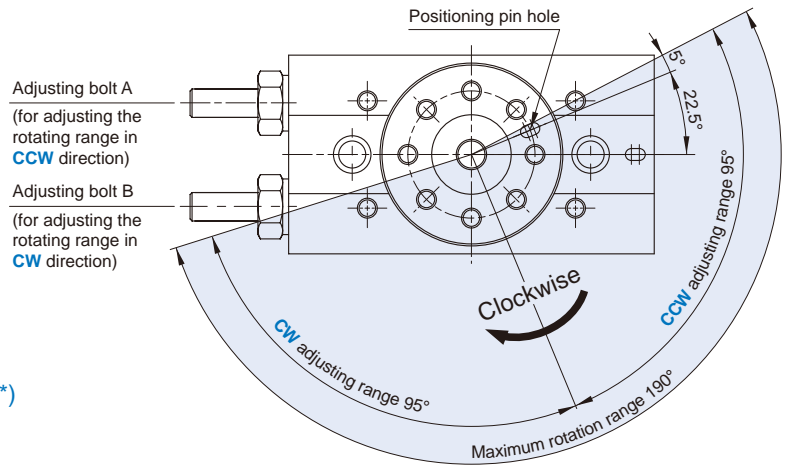 Positioning pin hole
Adjusting bolt A
(for adjusting the
rotating range in
CCW direction)
Adjusting bolt B
(for adjusting the
rotating range in
CW direction)
5°
22.5°
CCW adjusting range 95°
Clockwise
CW adjusting range 95°
Maximum rotation range 190°
*)